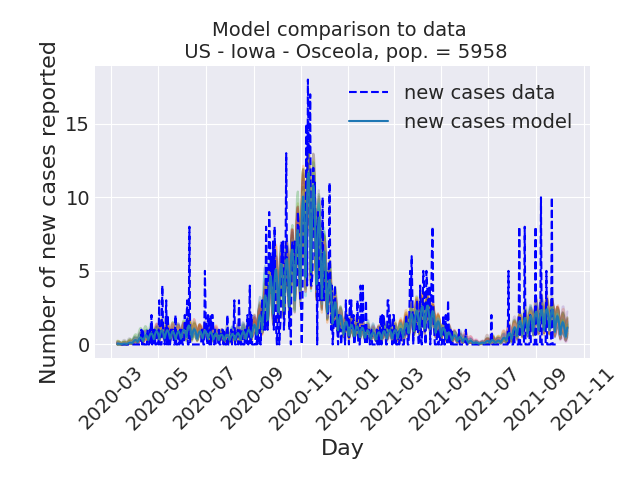 Model comparison to data
US - Iowa - Osceola, pop. = 5958
new cases data
new cases model
Number of new cases reported
15
10
5
0
2020-03
2020-05
2020-07
2020-09
2020-11
2021-01
2021-03
2021-05
2021-07
2021-09
2021-11
Day